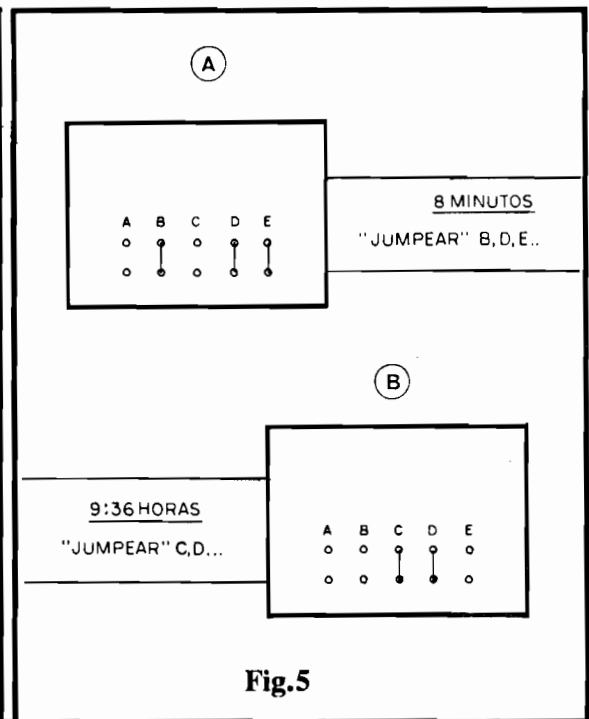 A
A B C D E
8 MINUTOS
"JUMPEAR" B,D,E..
B
9:36 HORAS
"JUMPEAR" C,D...
A B C D E
Fig.5